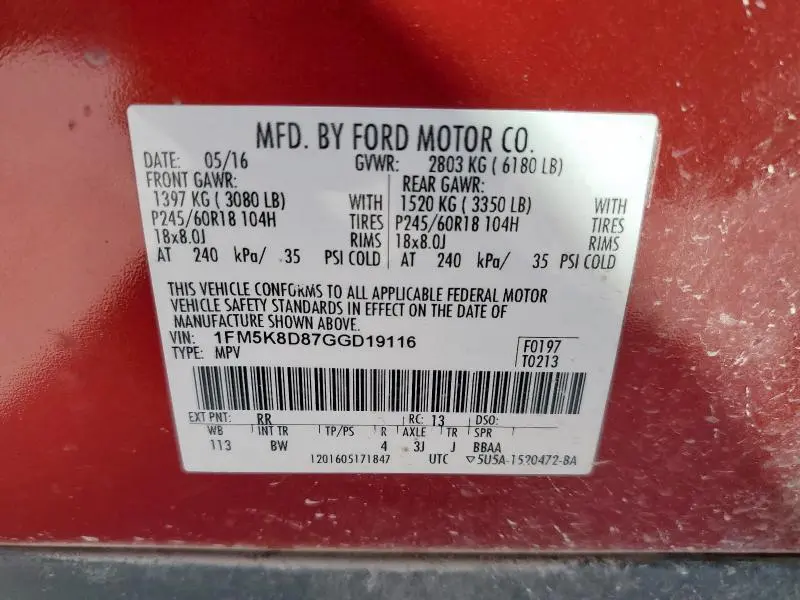 MFD. BY FORD MOTOR CO.
DATE: 05/16 GVWR: 2803 KG ( 6180 LB)
FRONT GAWR: REAR GAWR:
1397 KG ( 3080 LB) WITH 1520 KG ( 3350 LB) WITH
P245/60R18 104H TIRES P245/60R18 104H TIRES
18x8.0J RIMS 18x8.0J RIMS
AT 240 kPa/ 35 PSI COLD AT 240 kPa/ 35 PSI COLD
THIS VEHICLE CONFORMS TO ALL APPLICABLE FEDERAL MOTOR
VEHICLE SAFETY STANDARDS IN EFFECT ON THE DATE OF
MANUFACTURE SHOWN ABOVE.
VIN: 1FM5K8D87GGD19116 F0197
TYPE: MPV T0213
EXT PNT: RR RC: 13 DSO:
WB INT TR TP/PS R AXLE TR SPR
113 BW 4 3J J BBAA
1201605171847 UTC ▽5U5A-1520472-BA